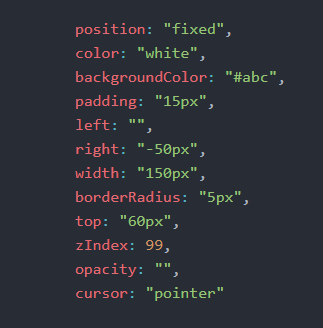 position: "fixed",
color: "white",
backgroundColor: "#abc",
padding: "15px",
left: "",
right: "-50px",
width: "150px",
borderRadius: "5px",
top: "60px",
zIndex: 99,
opacity: "",
cursor: "pointer"